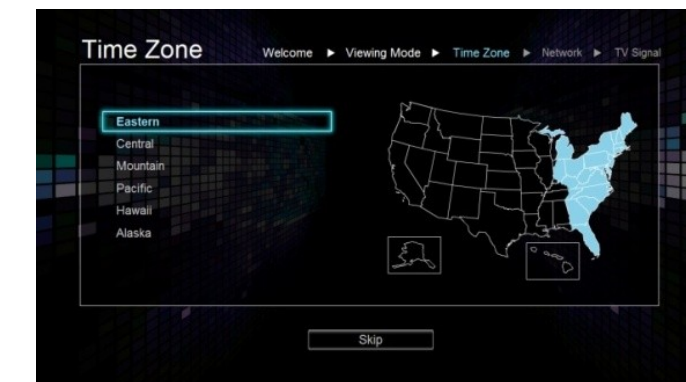 Time Zone
Welcome ▶ Viewing Mode ▶ Time Zone ▶ Network ▶ TV Signal
Eastern
Central
Mountain
Pacific
Hawaii
Alaska
Skip